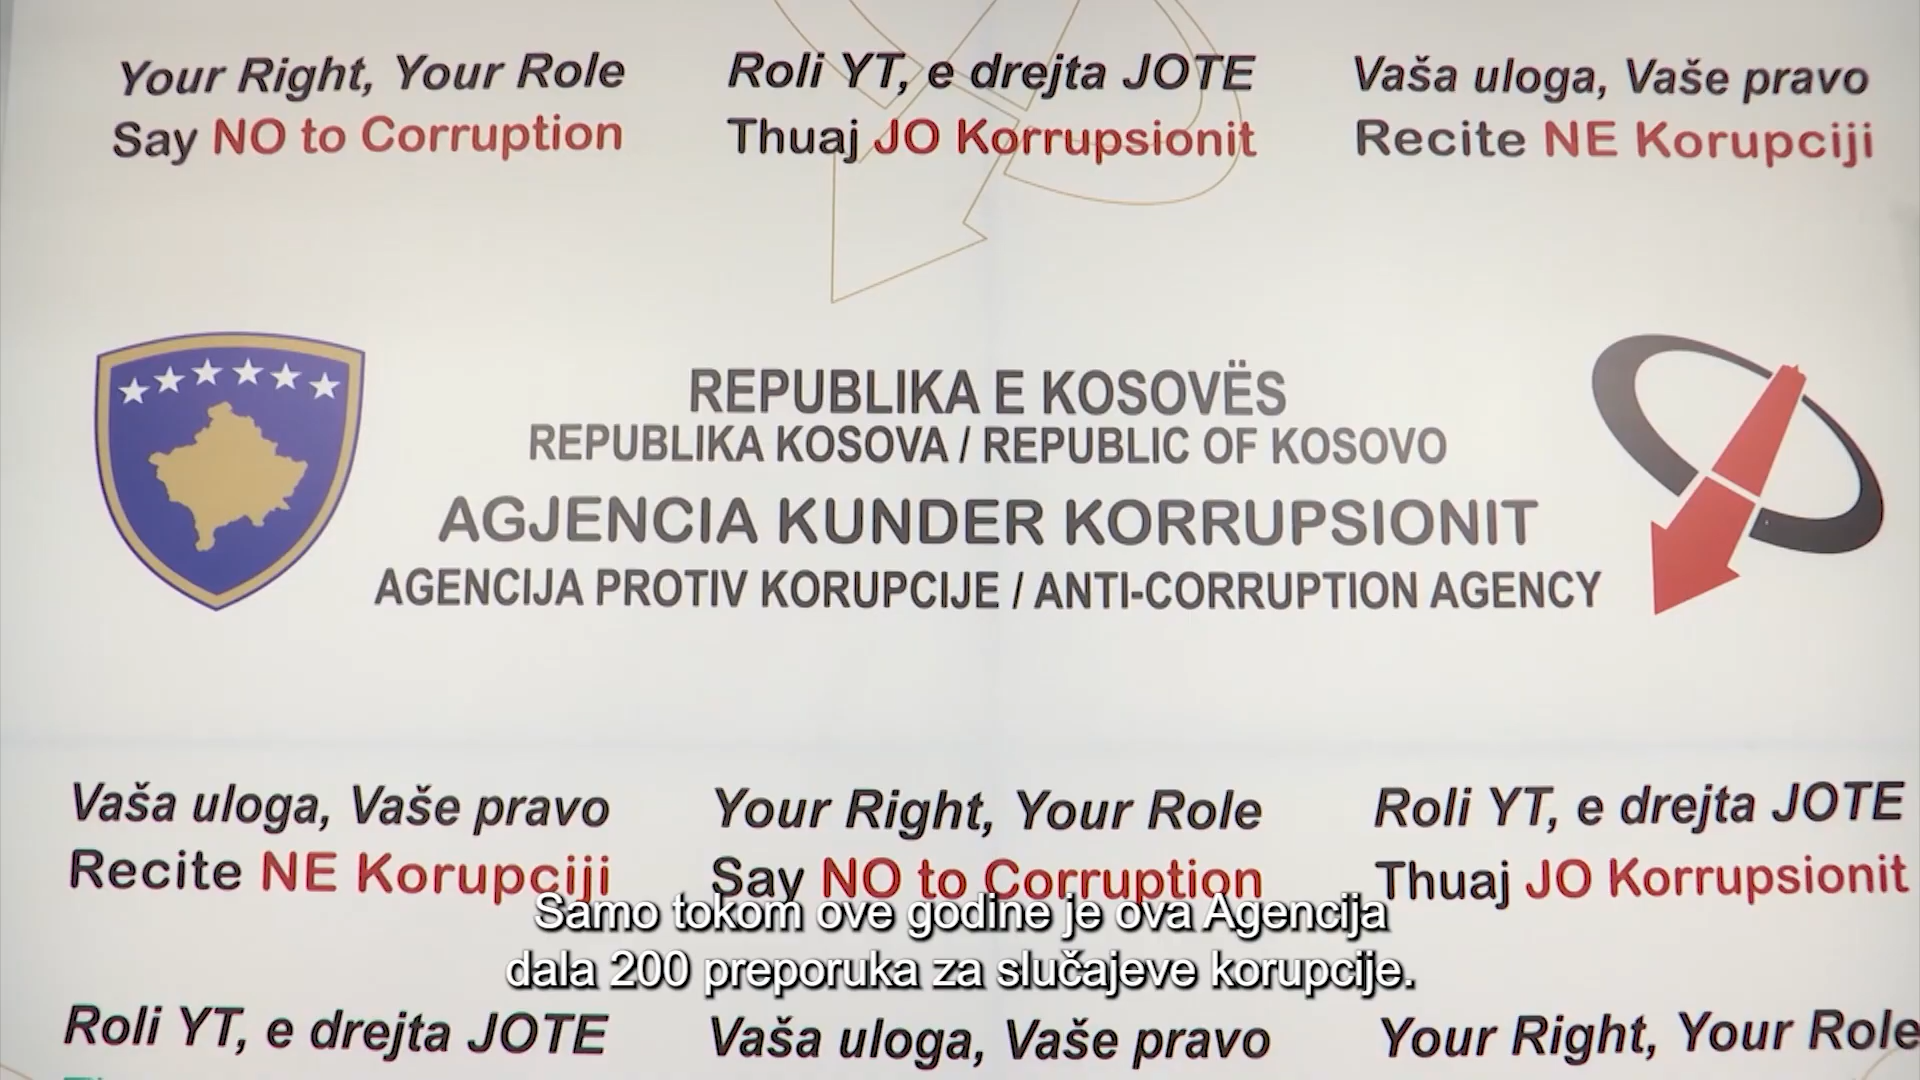 Your Right, Your Role
Say NO to Corruption
Roli YT, e drejta JOTE
Thuaj JO Korrupsionit
Vaša uloga, Vaše pravo
Recite NE Korupciji
REPUBLIKA E KOSOVËS
REPUBLIKA KOSOVA / REPUBLIC OF KOSOVO
AGJENCIA KUNDER KORRUPSIONIT
AGENCIJA PROTIV KORUPCIJE / ANTI-CORRUPTION AGENCY
Vaša uloga, Vaše pravo
Recite NE Korupciji
Your Right, Your Role
Say NO to Corruption
Roli YT, e drejta JOTE
Thuaj JO Korrupsionit
Samo tokom ove godine je ova Agencija
dala 200 preporuka za slučajeve korupcije.
Roli YT, e drejta JOTE
Vaša uloga, Vaše pravo
Your Right, Your Role